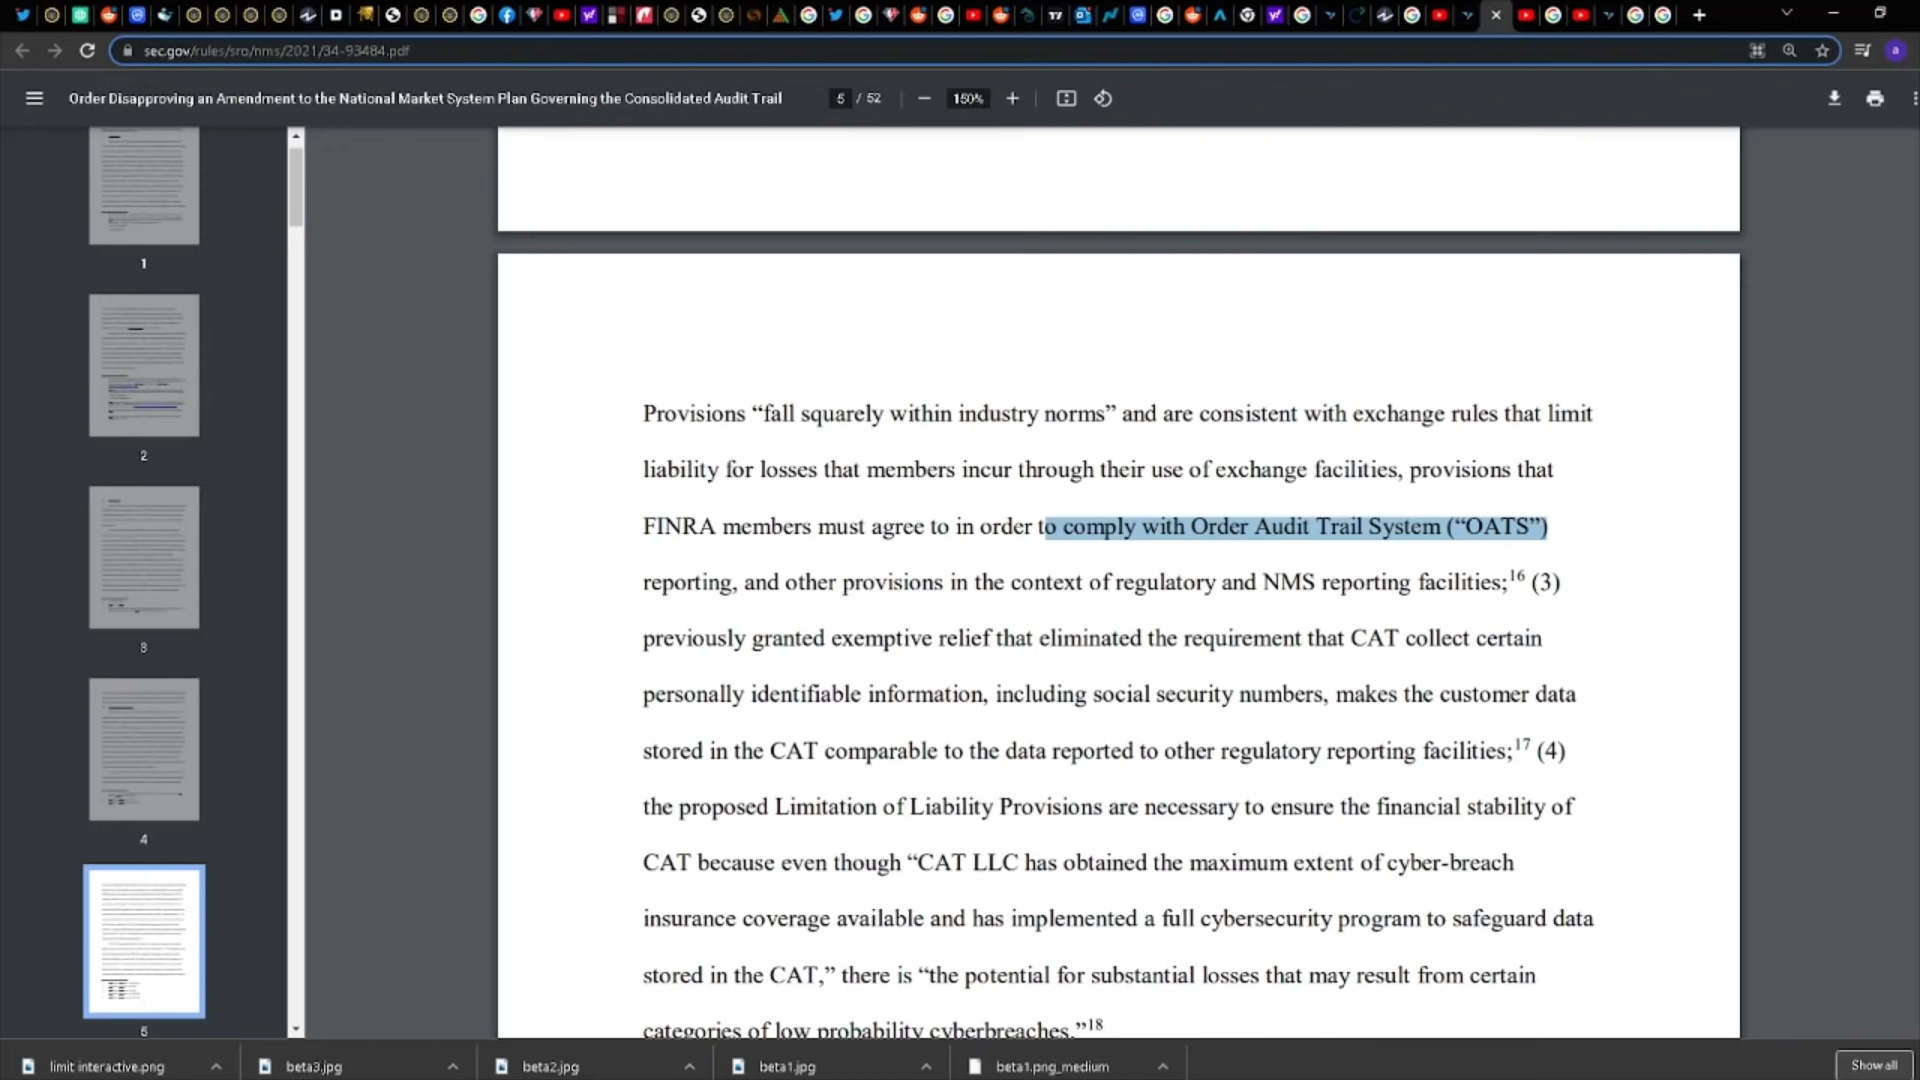 sec.gov/rules/sro/nms/2021/34-93484.pdf
a
Order Disapproving an Amendment to the National Market System Plan Governing the Consolidated Audit Trail
5 / 52
150%
1
2
3
4
5
Provisions “fall squarely within industry norms” and are consistent with exchange rules that limit
liability for losses that members incur through their use of exchange facilities, provisions that
FINRA members must agree to in order to comply with Order Audit Trail System (“OATS”)
reporting, and other provisions in the context of regulatory and NMS reporting facilities;16 (3)
previously granted exemptive relief that eliminated the requirement that CAT collect certain
personally identifiable information, including social security numbers, makes the customer data
stored in the CAT comparable to the data reported to other regulatory reporting facilities;17 (4)
the proposed Limitation of Liability Provisions are necessary to ensure the financial stability of
CAT because even though “CAT LLC has obtained the maximum extent of cyber-breach
insurance coverage available and has implemented a full cybersecurity program to safeguard data
stored in the CAT,” there is “the potential for substantial losses that may result from certain
categories of low probability cyberbreaches.”18
limit interactive.png
beta3.jpg
beta2.jpg
beta1.jpg
beta1.png_medium
Show all